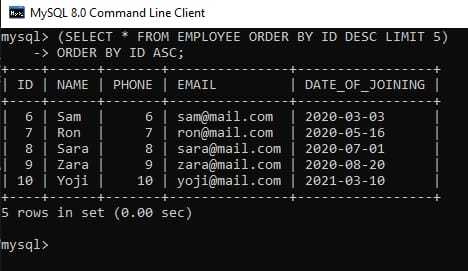 MySQL 8.0 Command Line Client
mysql> (SELECT * FROM EMPLOYEE ORDER BY ID DESC LIMIT 5)
    -> ORDER BY ID ASC;
+----+------+-------+---------------+-----------------+
| ID | NAME | PHONE | EMAIL         | DATE_OF_JOINING |
+----+------+-------+---------------+-----------------+
|  6 | Sam  |     6 | sam@mail.com  | 2020-03-03      |
|  7 | Ron  |     7 | ron@mail.com  | 2020-05-16      |
|  8 | Sara |     8 | sara@mail.com | 2020-07-01      |
|  9 | Zara |     9 | zara@mail.com | 2020-08-20      |
| 10 | Yoji |    10 | yoji@mail.com | 2021-03-10      |
+----+------+-------+---------------+-----------------+
5 rows in set (0.00 sec)
mysql>